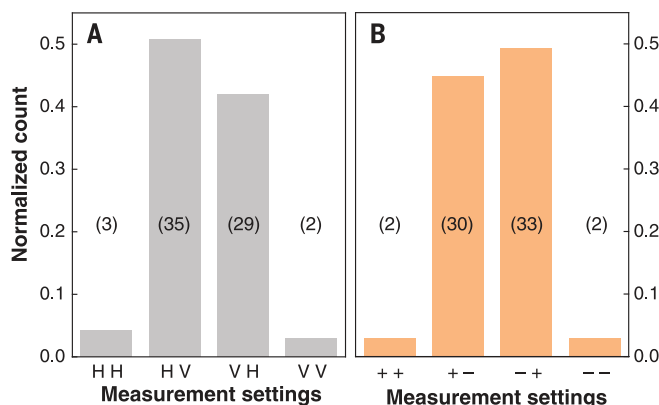 A
B
Normalized count
0.5
0.4
0.3
0.2
0.1
0.0
(3)
(35)
(29)
(2)
(2)
(30)
(33)
(2)
0.5
0.4
0.3
0.2
0.1
0.0
H H
H V
V H
V V
+ +
+ −
− +
− −
Measurement settings
Measurement settings